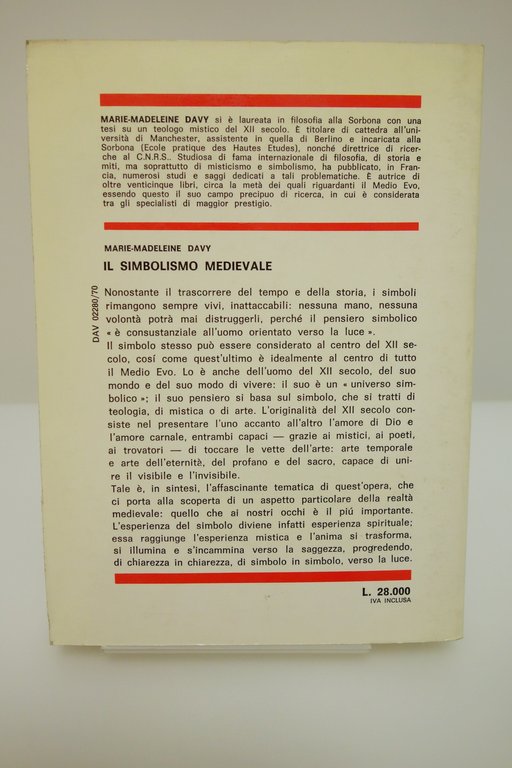 MARIE-MADELEINE DAVY si è laureata in filosofia alla Sorbona con una
tesi su un teologo mistico del XII secolo. È titolare di cattedra all'uni-
versità di Manchester, assistente in quella di Berlino e incaricata alla
Sorbona (Ecole pratique des Hautes Etudes), nonché direttrice di ricer-
che al C.N.R.S.. Studiosa di fama internazionale di filosofia, di storia e
miti, ma soprattutto di misticismo e simbolismo, ha pubblicato, in Fran-
cia, numerosi studi e saggi dedicati a tali problematiche. È autrice di
oltre venticinque libri, circa la metà dei quali riguardanti il Medio Evo,
essendo questo il suo campo precipuo di ricerca, in cui è considerata
tra gli specialisti di maggior prestigio.
MARIE-MADELEINE DAVY
IL SIMBOLISMO MEDIEVALE
DAV 02280/70
Nonostante il trascorrere del tempo e della storia, i simboli
rimangono sempre vivi, inattaccabili: nessuna mano, nessuna
volontà potrà mai distruggerli, perché il pensiero simbolico
« è consustanziale all'uomo orientato verso la luce ».
Il simbolo stesso può essere considerato al centro del XII se-
colo, cosí come quest'ultimo è idealmente al centro di tutto
il Medio Evo. Lo è anche dell'uomo del XII secolo, del suo
mondo e del suo modo di vivere: il suo è un « universo sim-
bolico »; il suo pensiero si basa sul simbolo, che si tratti di
teologia, di mistica o di arte. L'originalità del XII secolo con-
siste nel presentare l'uno accanto all'altro l'amore di Dio e
l'amore carnale, entrambi capaci — grazie ai mistici, ai poeti,
ai trovatori — di toccare le vette dell'arte: arte temporale
e arte dell'eternità, del profano e del sacro, capace di uni-
re il visibile e l'invisibile.
Tale è, in sintesi, l'affascinante tematica di quest'opera, che
ci porta alla scoperta di un aspetto particolare della realtà
medievale: quello che ai nostri occhi è il piú importante.
L'esperienza del simbolo diviene infatti esperienza spirituale;
essa raggiunge l'esperienza mistica e l'anima si trasforma,
si illumina e s'incammina verso la saggezza, progredendo,
di chiarezza in chiarezza, di simbolo in simbolo, verso la luce.
L. 28.000
IVA INCLUSA